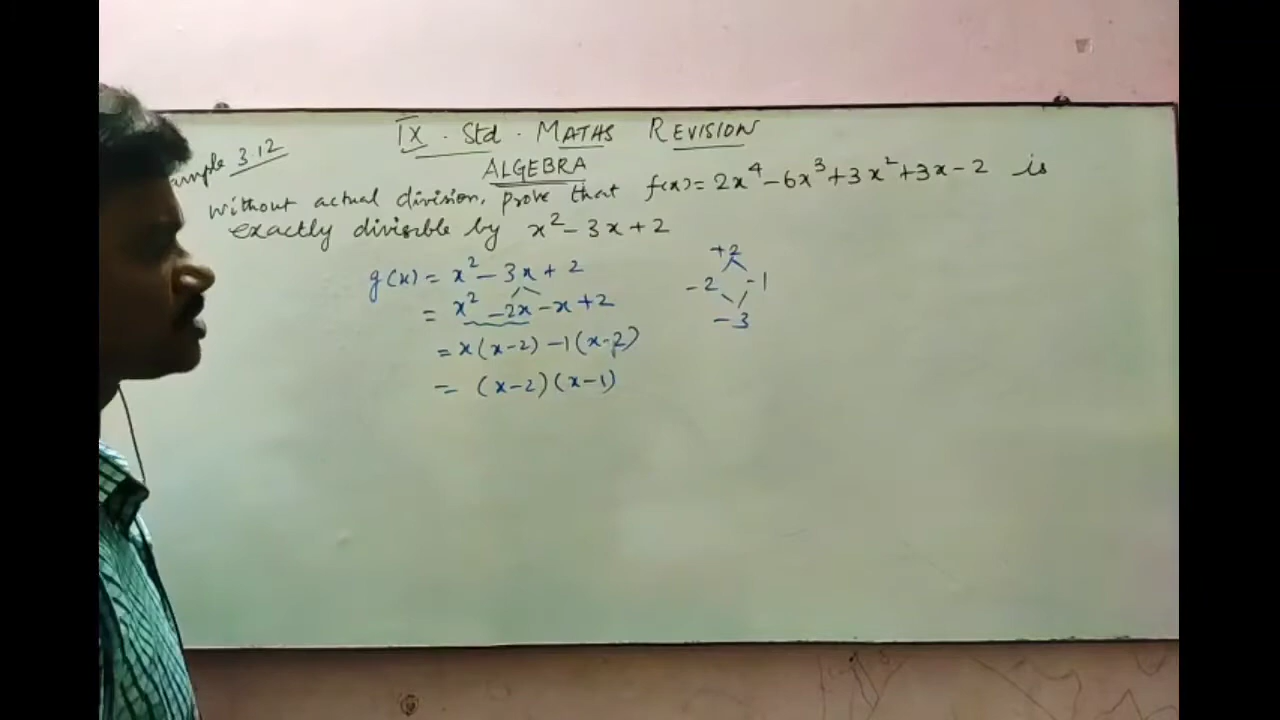 IX . Std . MATHS REVISION
ALGEBRA
3.12
without actual division, prove that f(x) = 2x⁴ - 6x³ + 3x² + 3x - 2 is
exactly divisible by x² - 3x + 2
g(x) = x² - 3x + 2
= x² - 2x - x + 2
= x(x-2) -1(x-2)
= (x-2)(x-1)
+2
-2 -1
-3